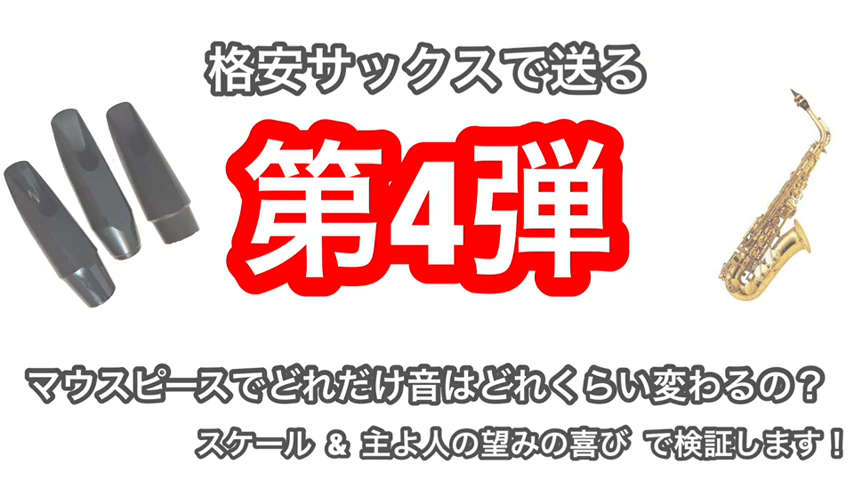 格安サックスで送る
第4弾
マウスピースでどれだけ音はどれくらい変わるの？
スケール & 主よ人の望みの喜び で検証します！